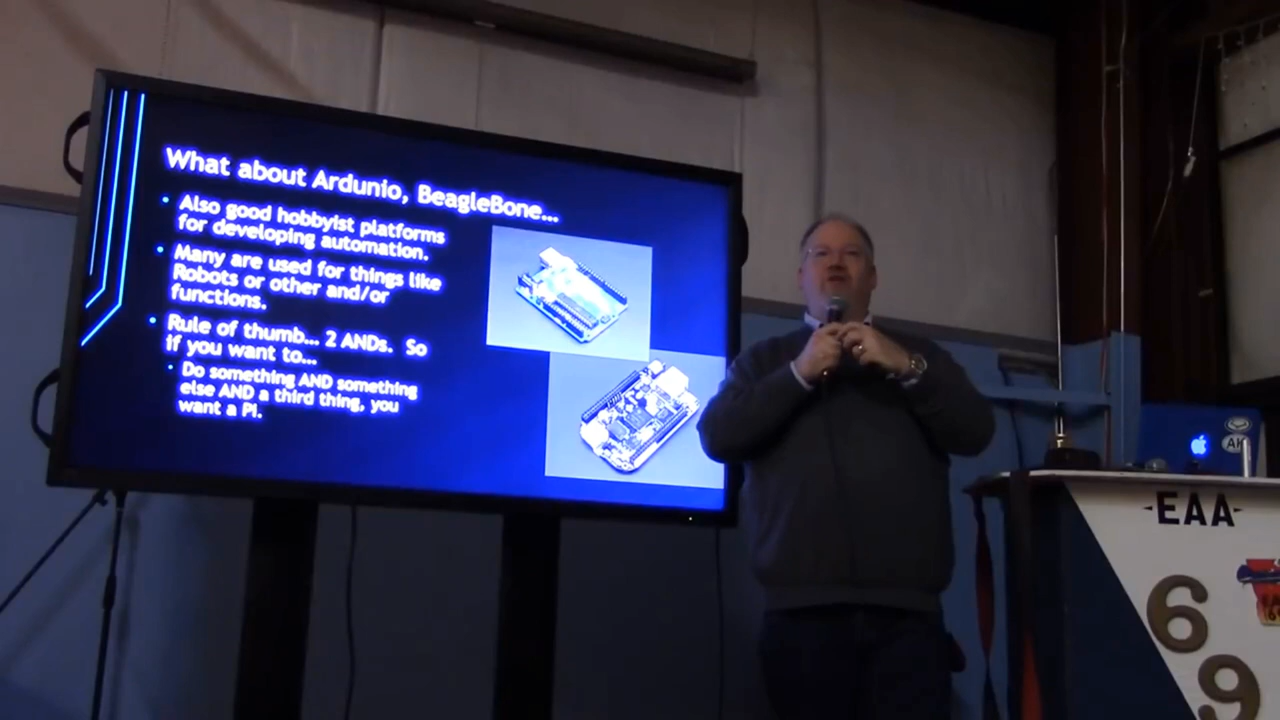 What about Ardunio, BeagleBone...
Also good hobbyist platforms
for developing automation.
Many are used for things like
Robots or other and/or
functions.
Rule of thumb... 2 ANDs. So
if you want to...
Do something AND something
else AND a third thing, you
want a Pi.
AK
-EAA-
6
9